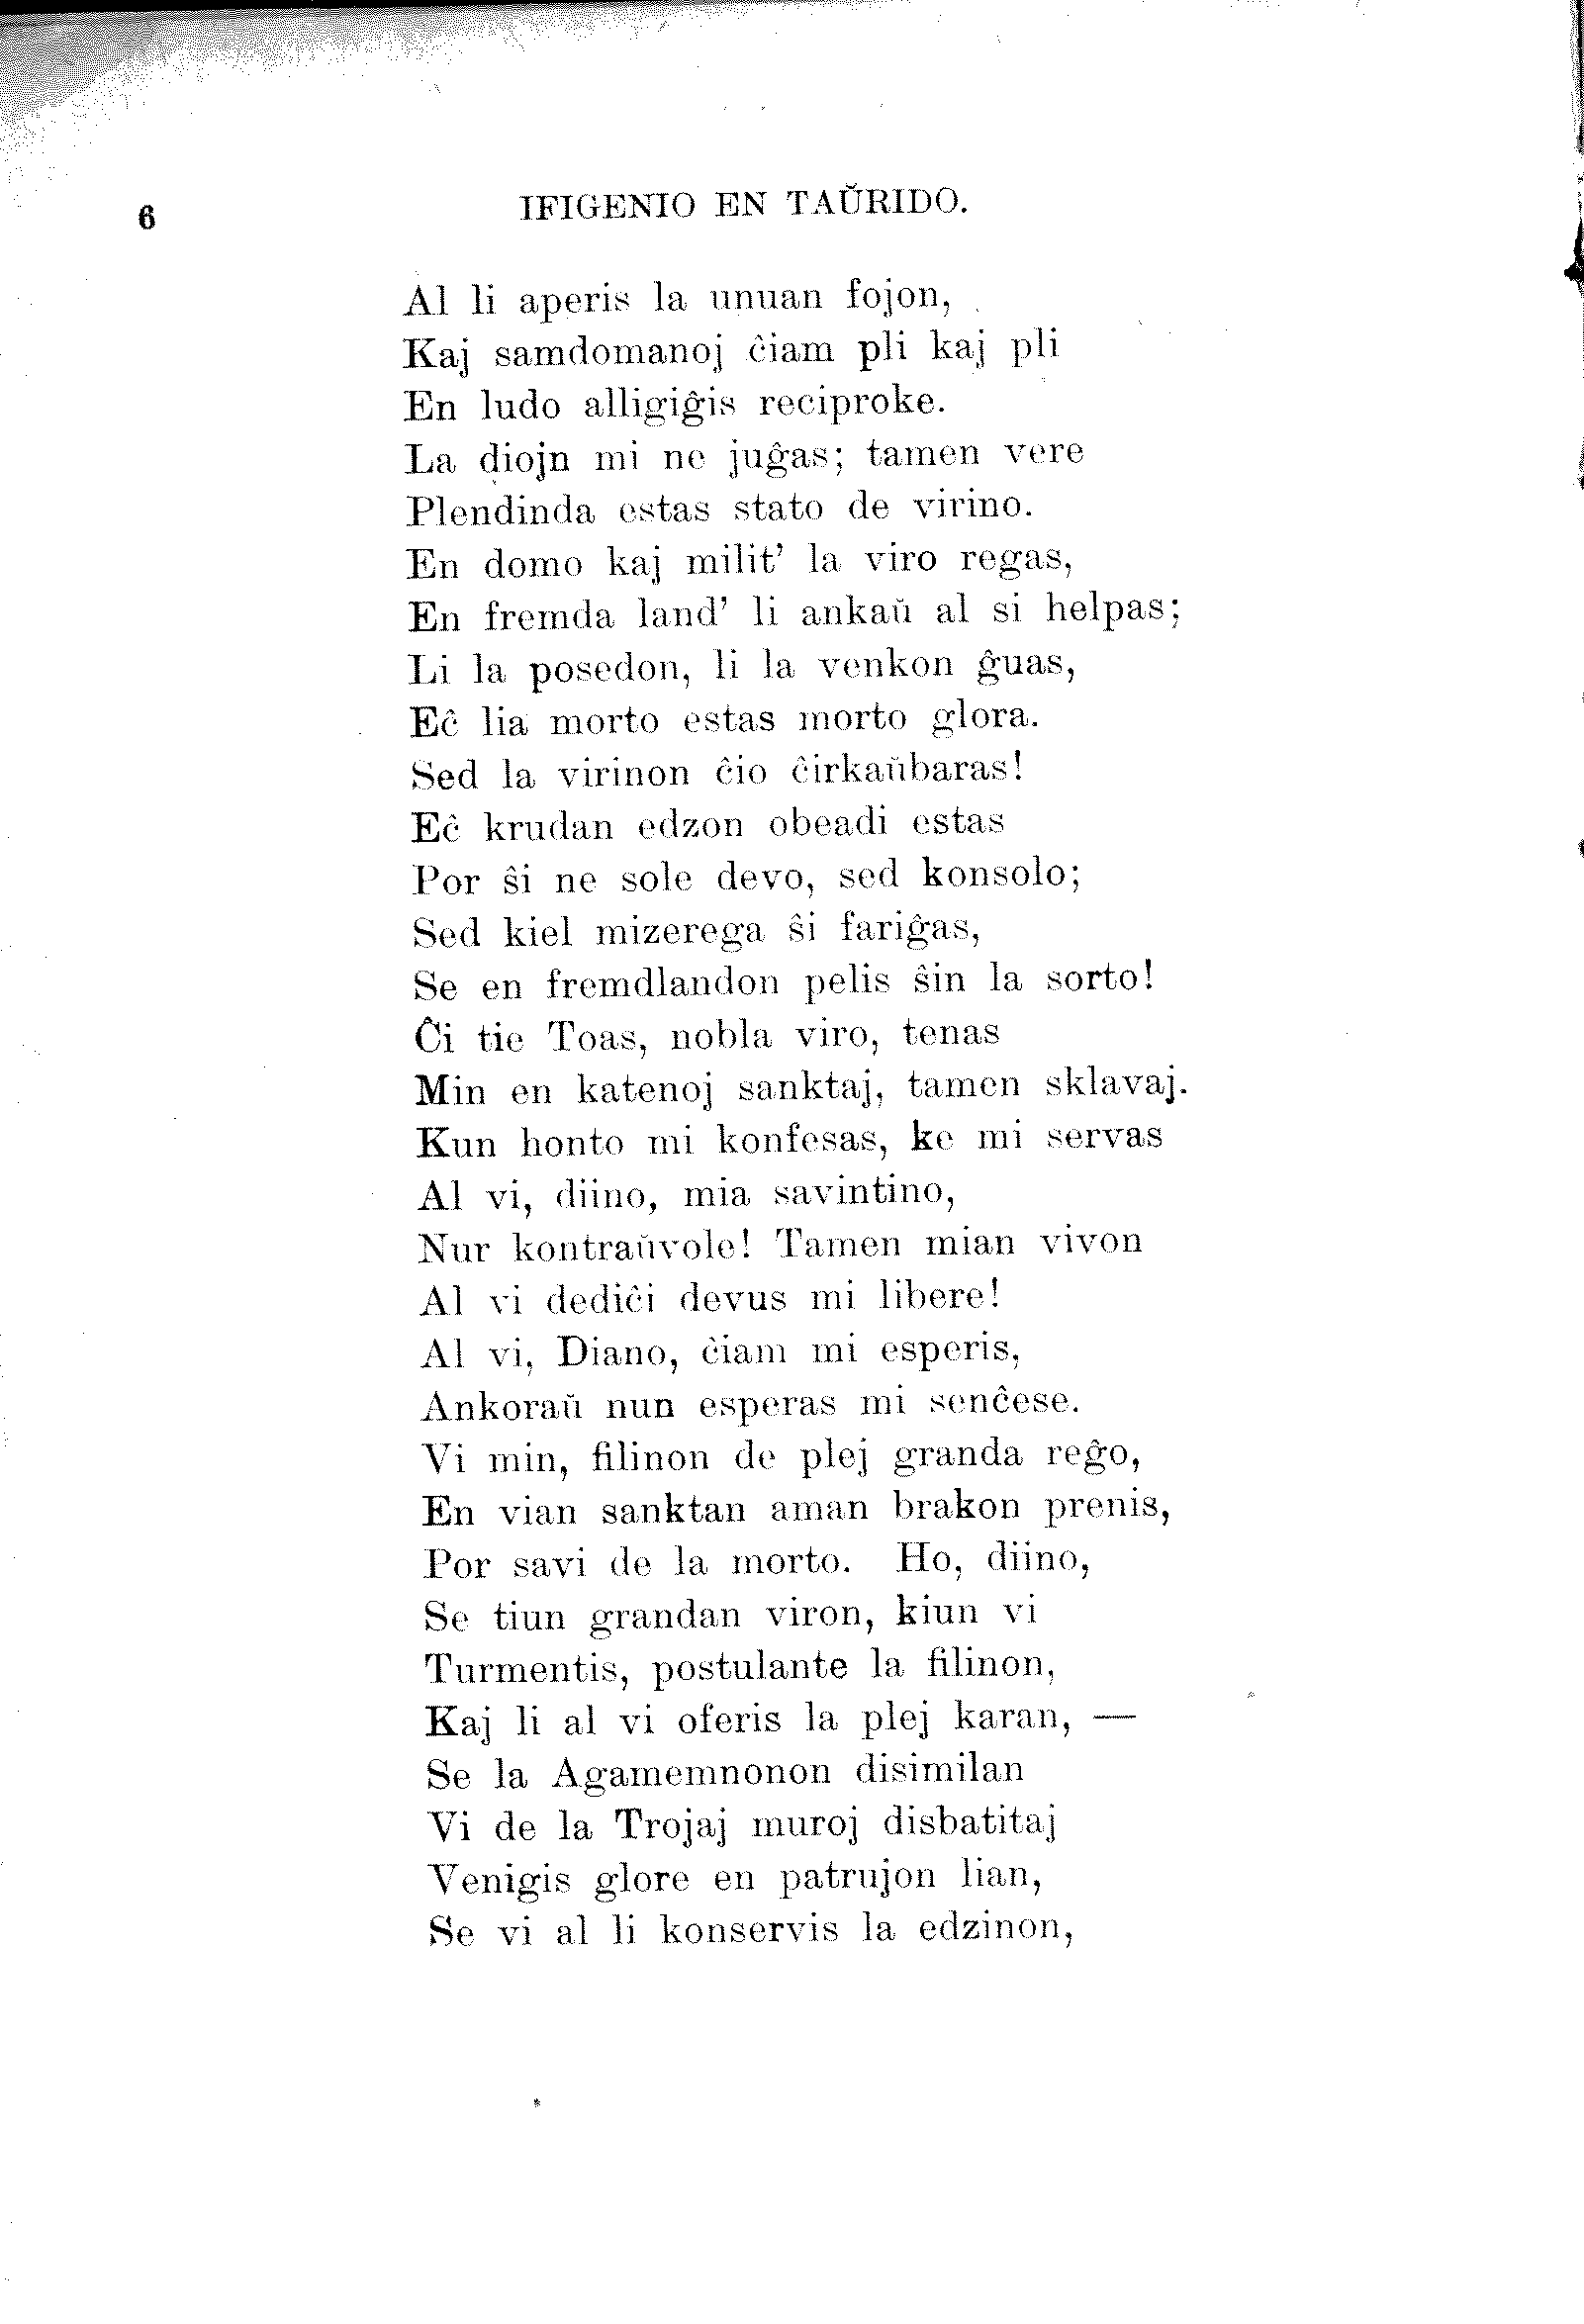 6
IFIGENIO EN TAŬRIDO.
Al li aperis la unuan fojon,
Kaj samdomanoj ĉiam pli kaj pli
En ludo alligiĝis reciproke.
La diojn mi ne juĝas; tamen vere
Plendinda estas stato de virino.
En domo kaj milit’ la viro regas,
En fremda land’ li ankaŭ al si helpas;
Li la posedon, li la venkon ĝuas,
Eĉ lia morto estas morto glora.
Sed la virinon ĉio ĉirkaŭbaras!
Eĉ krudan edzon obeadi estas
Por ŝi ne sole devo, sed konsolo;
Sed kiel mizerega ŝi fariĝas,
Se en fremdlandon pelis ŝin la sorto!
Ĉi tie Toas, nobla viro, tenas
Min en katenoj sanktaj, tamen sklavaj.
Kun honto mi konfesas, ke mi servas
Al vi, diino, mia savintino,
Nur kontraŭvole! Tamen mian vivon
Al vi dediĉi devus mi libere!
Al vi, Diano, ĉiam mi esperis,
Ankoraŭ nun esperas mi senĉese.
Vi min, filinon de plej granda reĝo,
En vian sanktan aman brakon prenis,
Por savi de la morto. Ho, diino,
Se tiun grandan viron, kiun vi
Turmentis, postulante la filinon,
Kaj li al vi oferis la plej karan, —
Se la Agamemnonon disimilan
Vi de la Trojaj muroj disbatitaj
Venigis glore en patrujon lian,
Se vi al li konservis la edzinon,